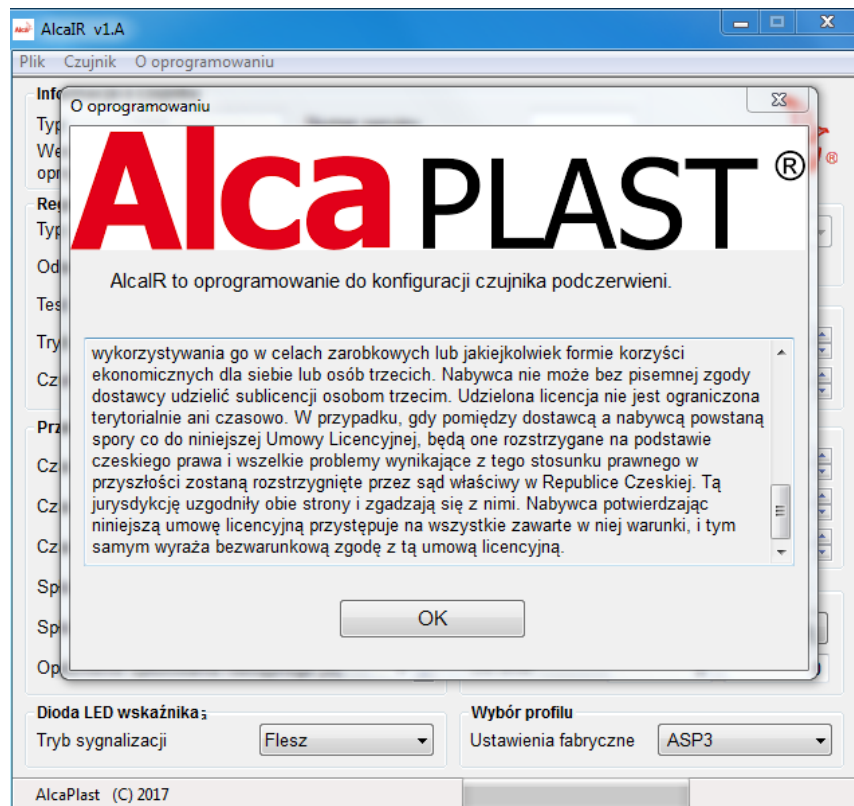 AlcaIR v1.A
Plik Czujnik O oprogramowaniu
O oprogramowaniu
Alca PLAST ®
AlcaIR to oprogramowanie do konfiguracji czujnika podczerwieni.
wykorzystywania go w celach zarobkowych lub jakiejkolwiek formie korzyści
ekonomicznych dla siebie lub osób trzecich. Nabywca nie może bez pisemnej zgody
dostawcy udzielić sublicencji osobom trzecim. Udzielona licencja nie jest ograniczona
terytorialnie ani czasowo. W przypadku, gdy pomiędzy dostawcą a nabywcą powstaną
spory co do niniejszej Umowy Licencyjnej, będą one rozstrzygane na podstawie
czeskiego prawa i wszelkie problemy wynikające z tego stosunku prawnego w
przyszłości zostaną rozstrzygnięte przez sąd właściwy w Republice Czeskiej. Tą
jurysdykcję uzgodniły obie strony i zgadzają się z nimi. Nabywca potwierdzając
niniejszą umowę licencyjną przystępuje na wszystkie zawarte w niej warunki, i tym
samym wyraża bezwarunkową zgodę z tą umową licencyjną.
OK
Dioda LED wskaźnika
Wybór profilu
Tryb sygnalizacji Flesz
Ustawienia fabryczne ASP3
AlcaPlast (C) 2017